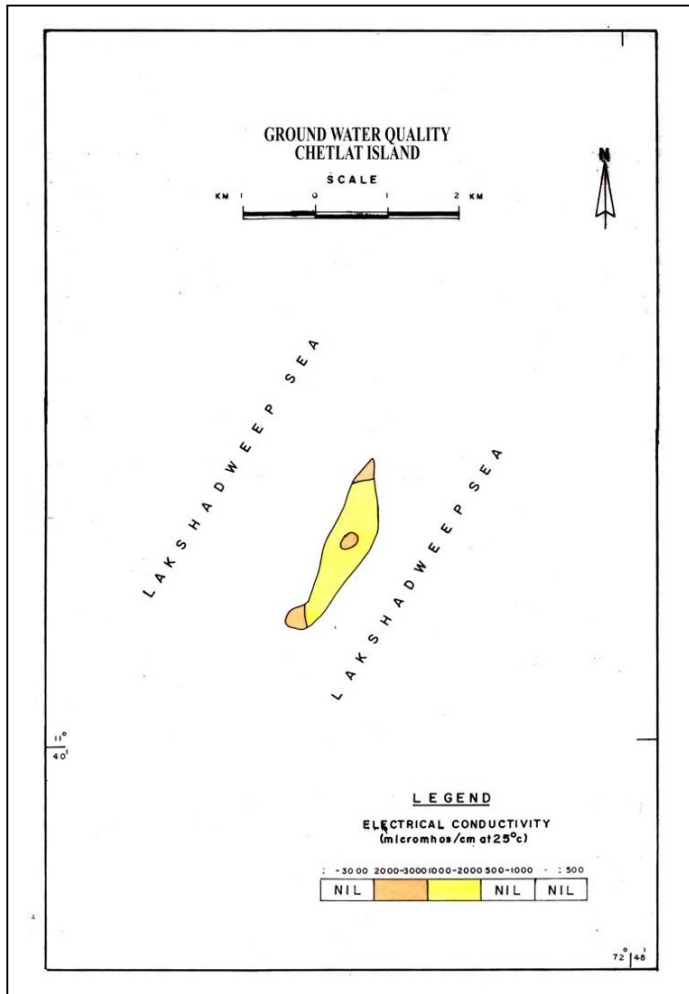 GROUND WATER QUALITY
CHETLAT ISLAND
SCALE
KM 1 0 1 2 KM
N
LAKSHADWEEP SEA
LAKSHADWEEP SEA
11°
40'
LEGEND
ELECTRICAL CONDUCTIVITY
(micromhos/cm at 25°c)
-3000 2000-3000 1000-2000 500-1000 500
NIL NIL NIL
72° 48'